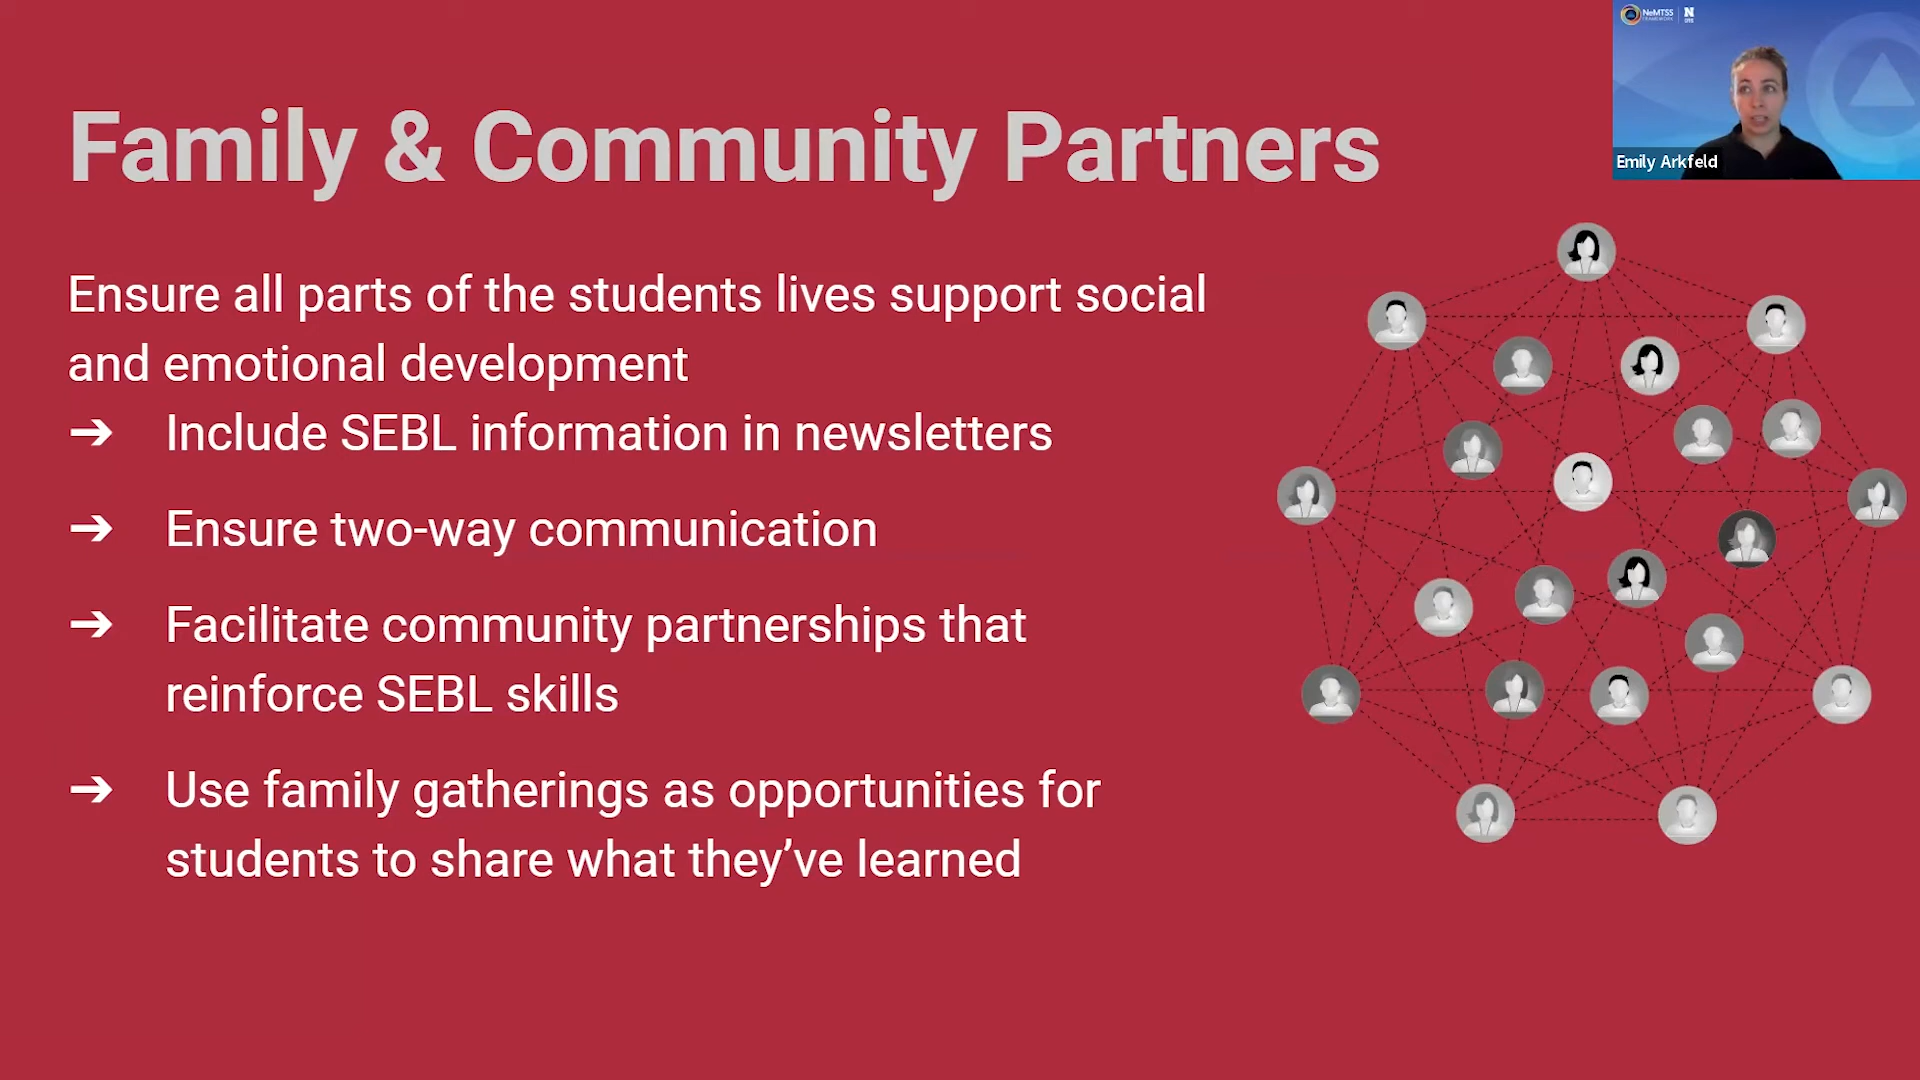 NeMTSS
FRAMEWORK
N
Emily Arkfeld
Family & Community Partners
Ensure all parts of the students lives support social
and emotional development
➔ Include SEBL information in newsletters
➔ Ensure two-way communication
➔ Facilitate community partnerships that
reinforce SEBL skills
➔ Use family gatherings as opportunities for
students to share what they’ve learned